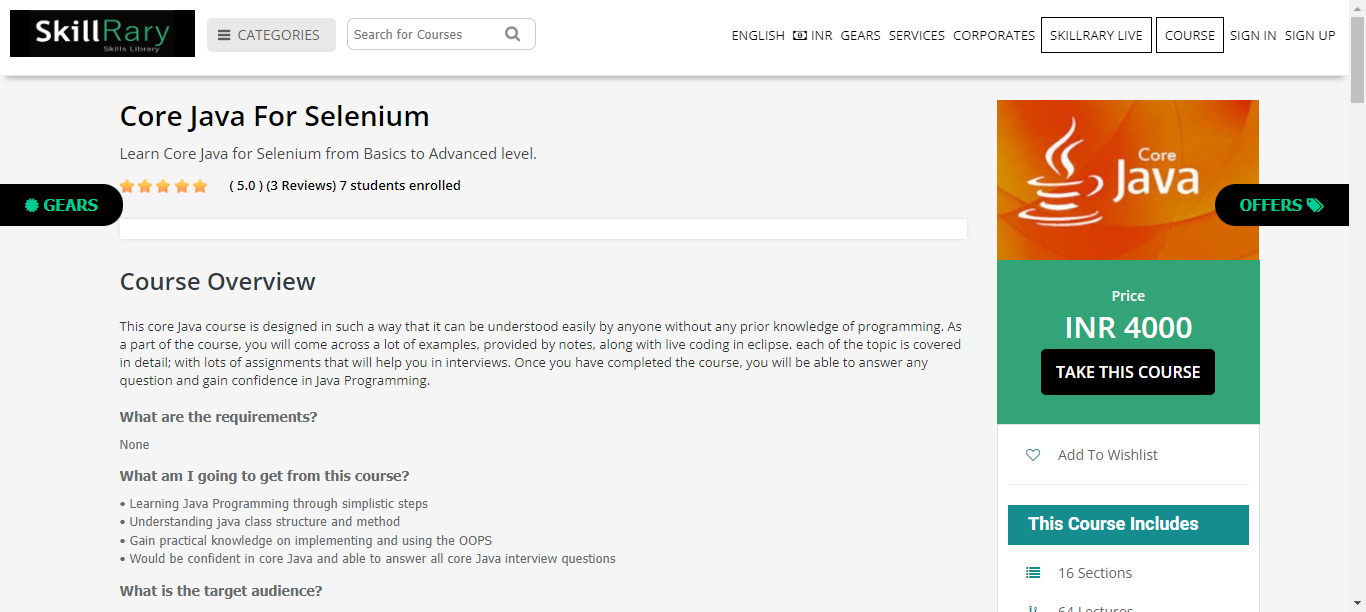 SkillRary
Skills Library
CATEGORIES
Search for Courses
ENGLISH INR GEARS SERVICES CORPORATES SKILLRARY LIVE COURSE SIGN IN SIGN UP
Core Java For Selenium
Learn Core Java for Selenium from Basics to Advanced level.
( 5.0 ) (3 Reviews) 7 students enrolled
GEARS
Course Overview
This core Java course is designed in such a way that it can be understood easily by anyone without any prior knowledge of programming. As
a part of the course, you will come across a lot of examples, provided by notes, along with live coding in eclipse. each of the topic is covered
in detail; with lots of assignments that will help you in interviews. Once you have completed the course, you will be able to answer any
question and gain confidence in Java Programming.
What are the requirements?
None
What am I going to get from this course?
• Learning Java Programming through simplistic steps
• Understanding java class structure and method
• Gain practical knowledge on implementing and using the OOPS
• Would be confident in core Java and able to answer all core Java interview questions
What is the target audience?
Core
Java
OFFERS
Price
INR 4000
TAKE THIS COURSE
Add To Wishlist
This Course Includes
16 Sections
64 Lectures